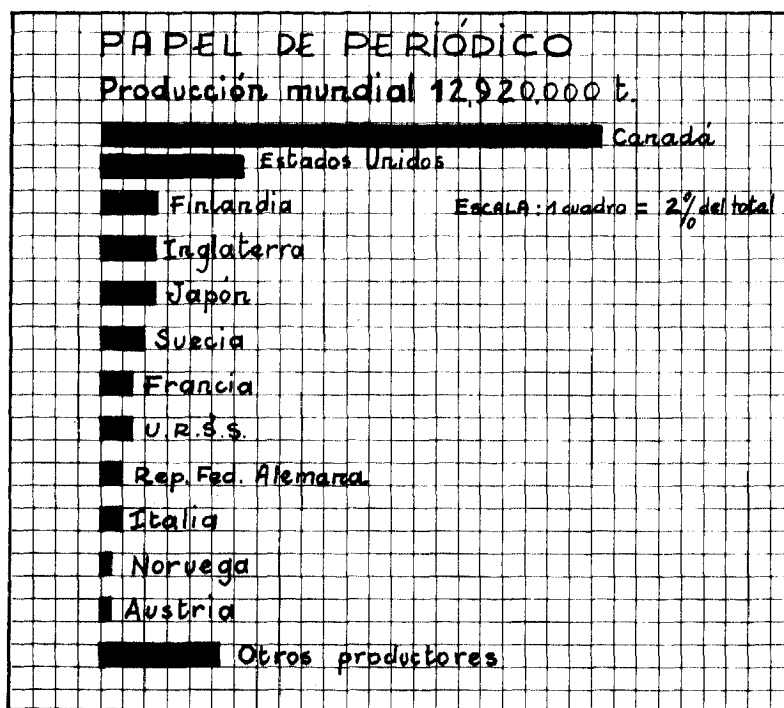 PAPEL DE PERIÓDICO
Producción mundial 12,920,000 t.
Canadá
Estados Unidos
Finlandia
ESCALA: 1 cuadro = 2% del total
Inglaterra
Japón
Suecia
Francia
U.R.S.S.
Rep. Fed. Alemana
Italia
Noruega
Austria
Otros productores